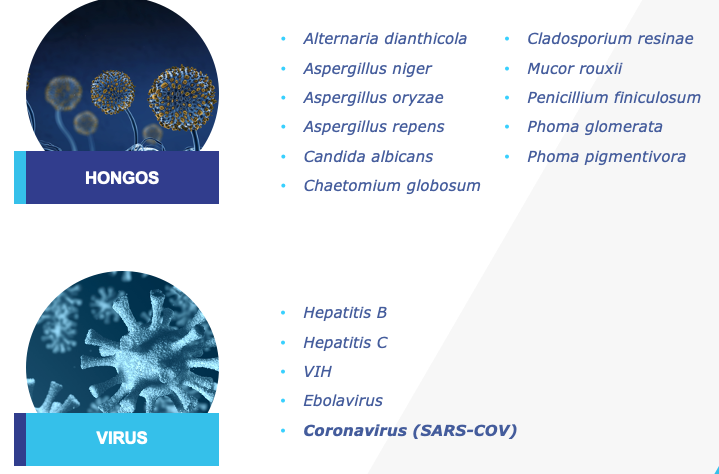 HONGOS
Alternaria dianthicola
Aspergillus niger
Aspergillus oryzae
Aspergillus repens
Candida albicans
Chaetomium globosum
Cladosporium resinae
Mucor rouxii
Penicillium finiculosum
Phoma glomerata
Phoma pigmentivora
VIRUS
Hepatitis B
Hepatitis C
VIH
Ebolavirus
Coronavirus (SARS-COV)